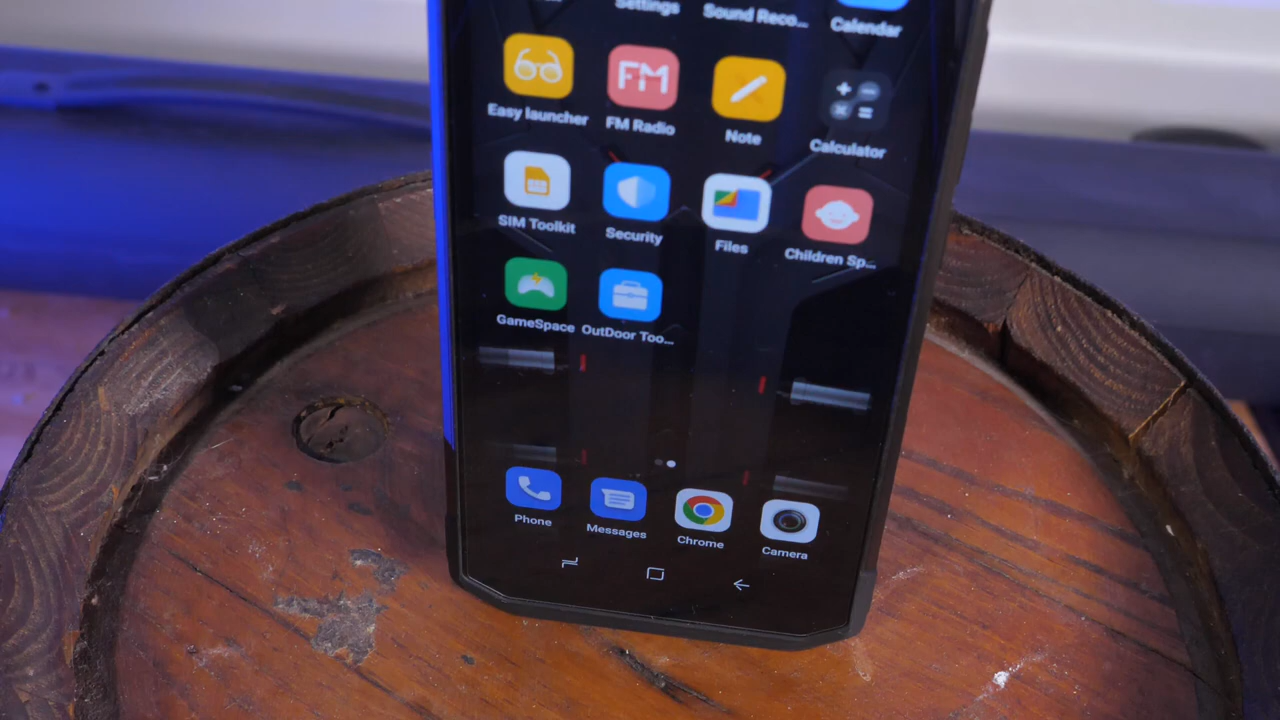 Settings
Sound Reco...
Calendar
Easy launcher
FM
FM Radio
Note
Calculator
SIM Toolkit
Security
Files
Children Sp...
GameSpace
OutDoor Too...
Phone
Messages
Chrome
Camera